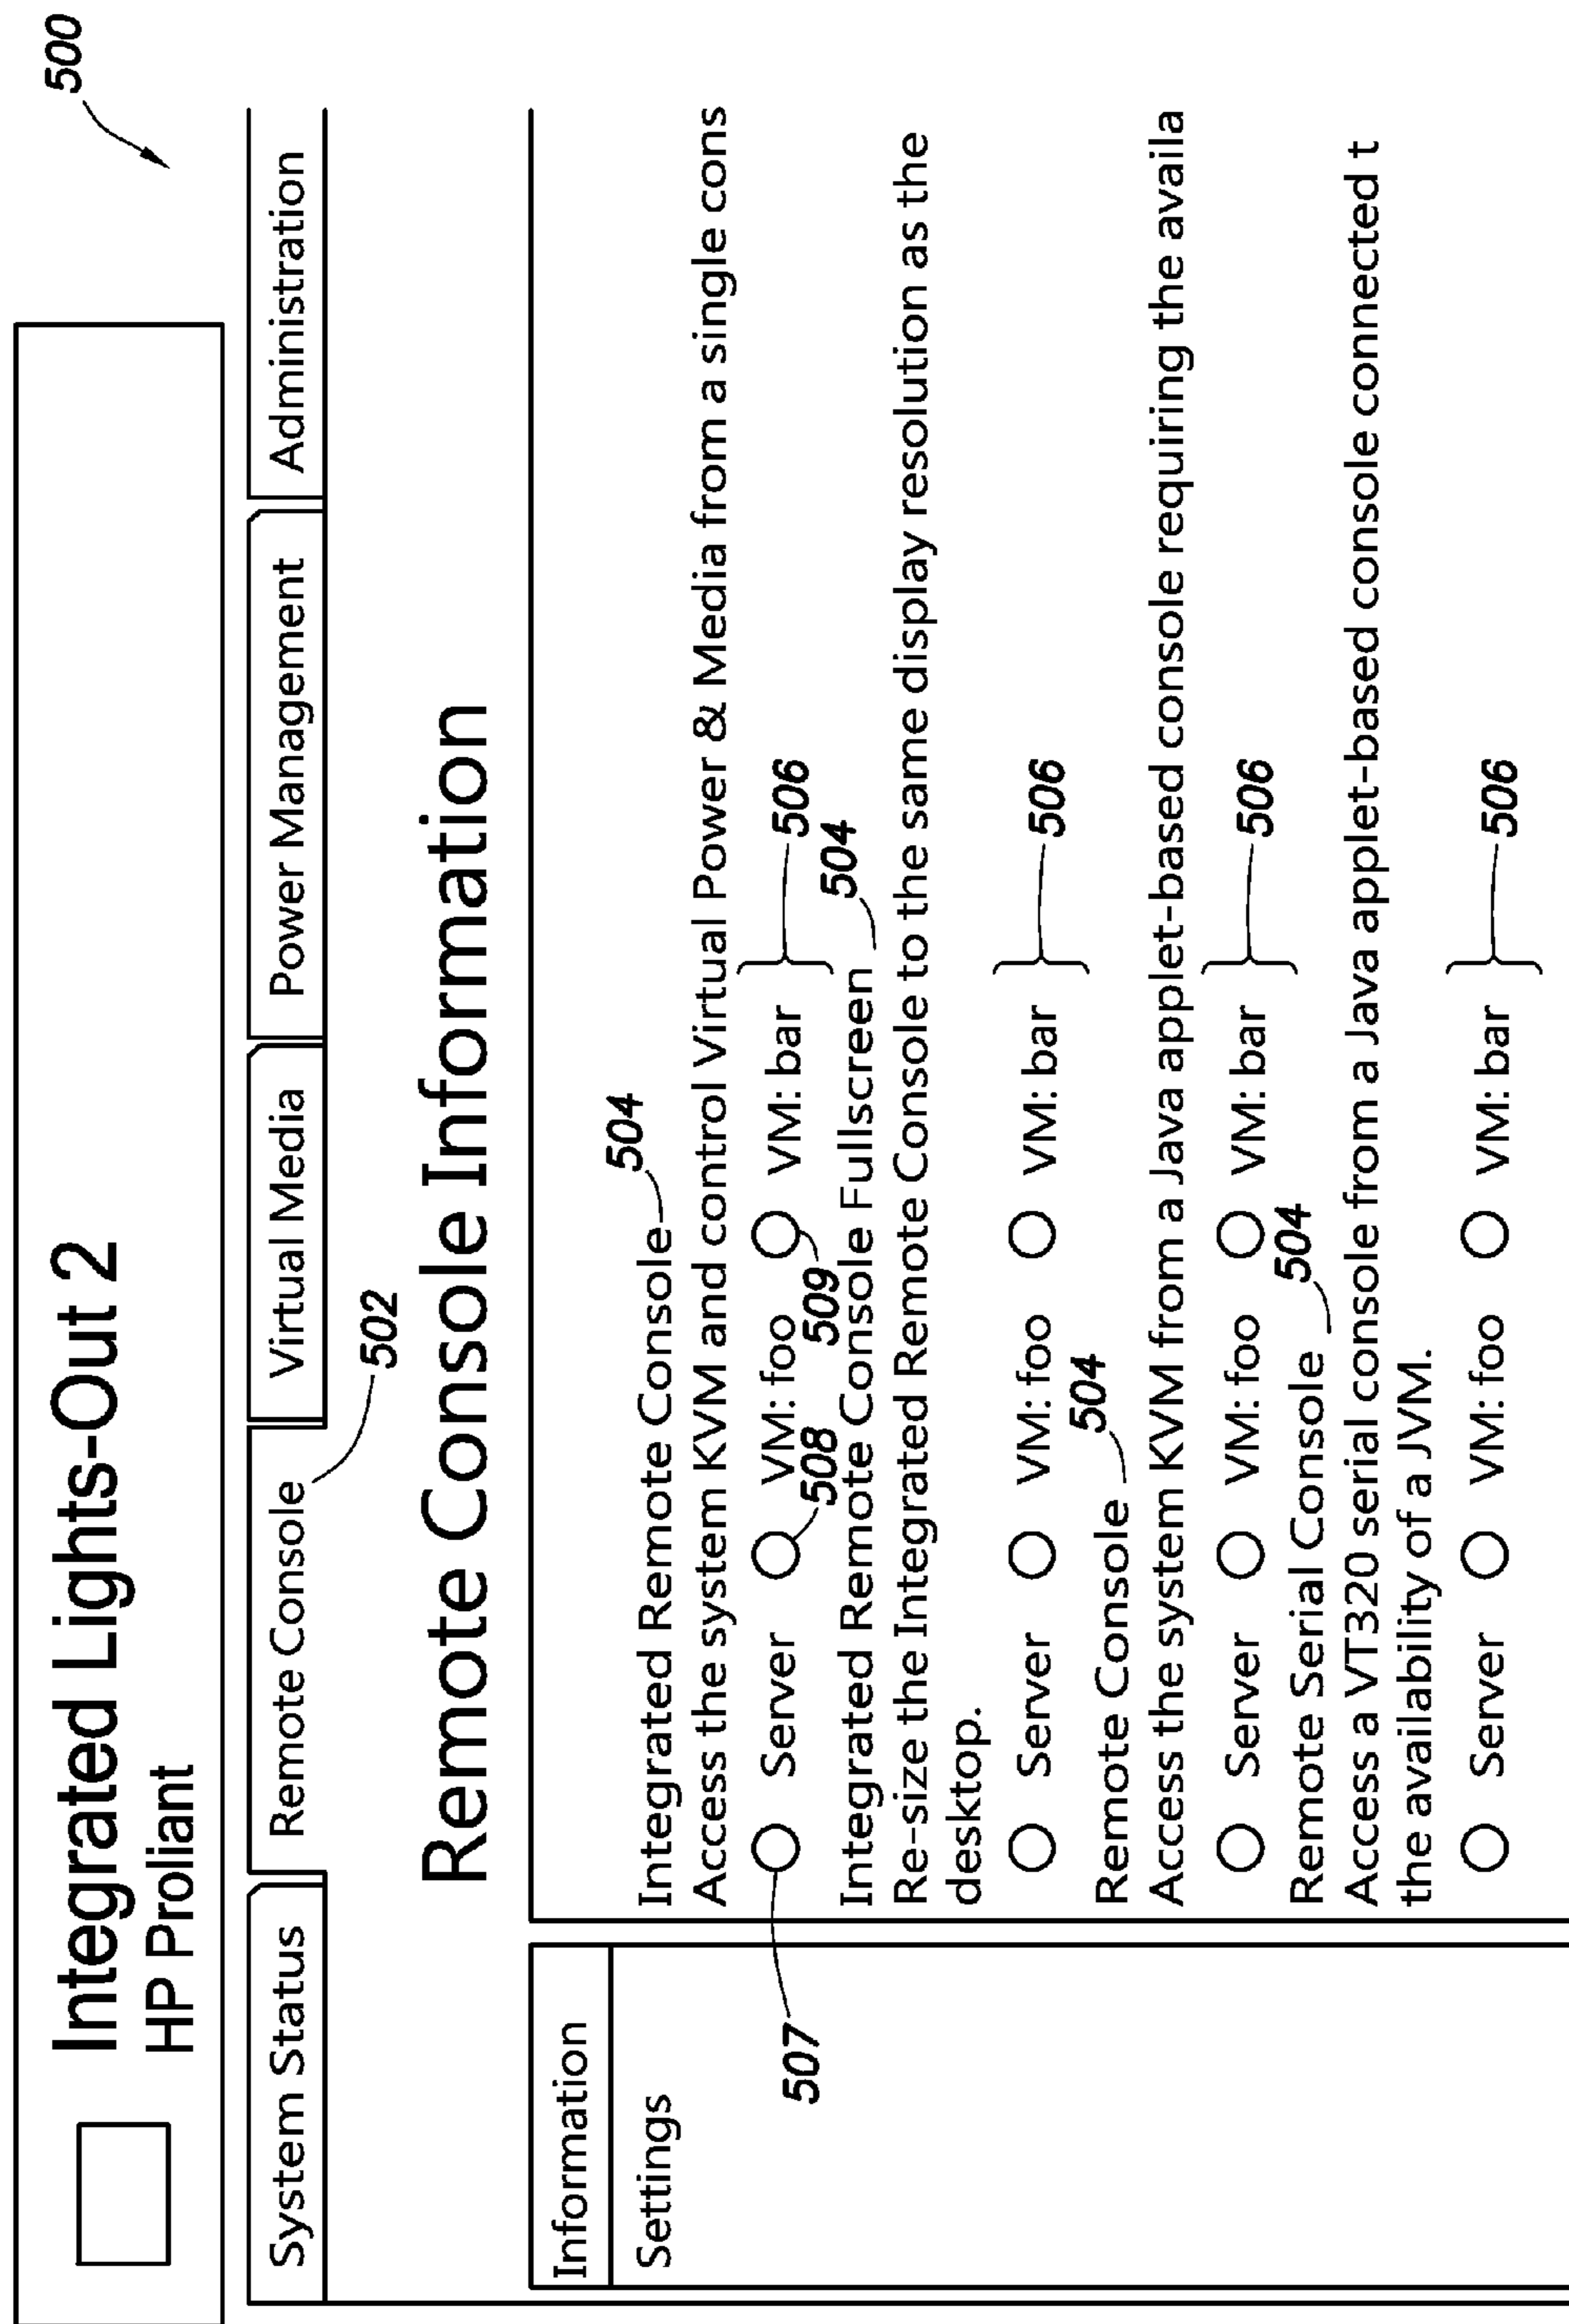 500
Integrated Lights-Out 2
HP Proliant
System Status Remote Console Virtual Media Power Management Administration
502
Remote Console Information
Information
Settings
Integrated Remote Console 504
Access the system KVM and control Virtual Power & Media from a single cons
Server VM: foo VM: bar 506
507 508 509
Integrated Remote Console Fullscreen 504
Re-size the Integrated Remote Console to the same display resolution as the
desktop.
Server VM: foo VM: bar 506
Remote Console 504
Access the system KVM from a Java applet-based console requiring the availa
Server VM: foo VM: bar 506
Remote Serial Console 504
Access a VT320 serial console from a Java applet-based console connected t
the availability of a JVM.
Server VM: foo VM: bar 506